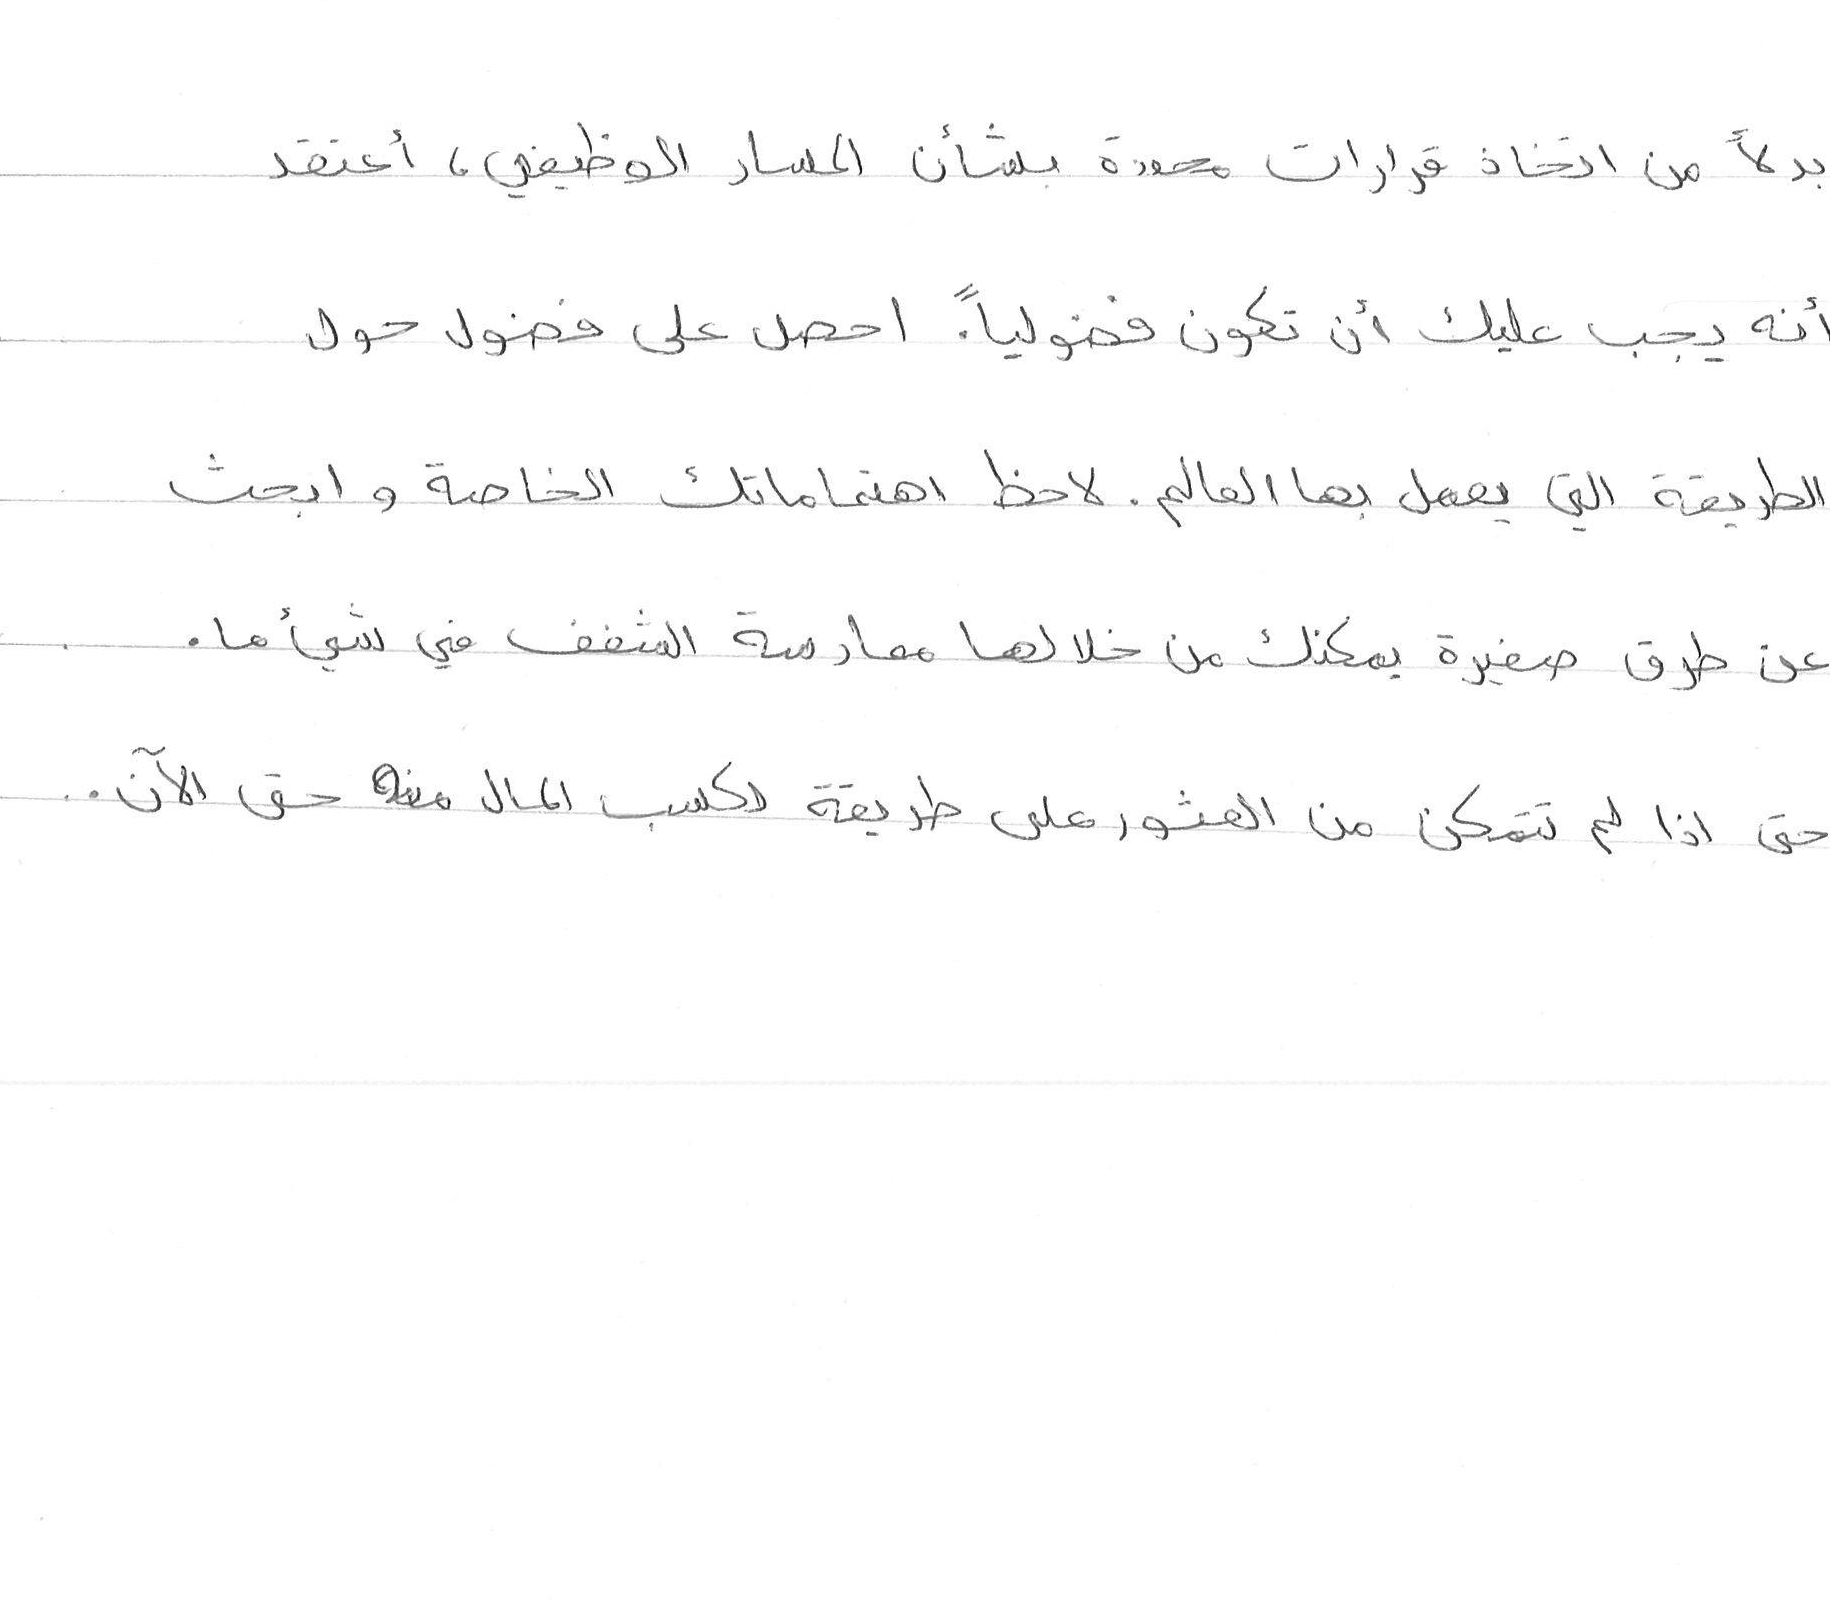 بدلاً من اتخاذ قرارات محددة بشأن المسار الوظيفي، أعتقد
أنه يجب عليك أن تكون فضولياً. احصل على فضول حول
الطريقة التي يعمل بها العالم. لاحظ اهتماماتك الخاصة و ابحث
عن طرق صغيرة يمكنك من خلالها ممارسة الشغف في شيئ ما.
حتى اذا لم تتمكن من العثور على طريقة لكسب المال منه حتى الآن..